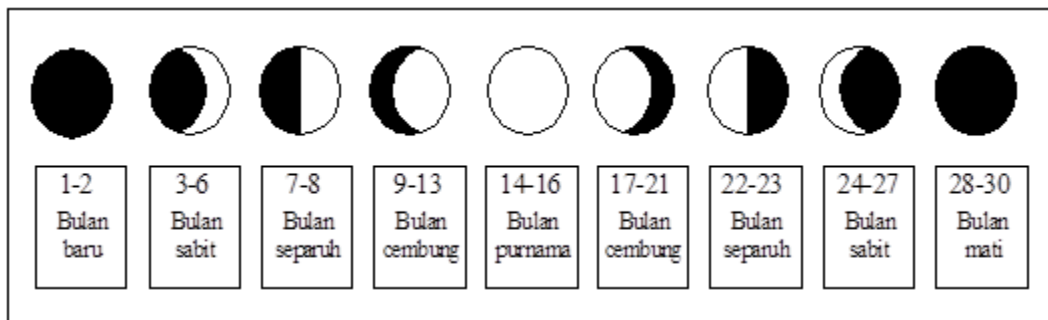 1-2
Bulan
baru
3-6
Bulan
sabit
7-8
Bulan
separuh
9-13
Bulan
cembung
14-16
Bulan
purnama
17-21
Bulan
cembung
22-23
Bulan
separuh
24-27
Bulan
sabit
28-30
Bulan
mati